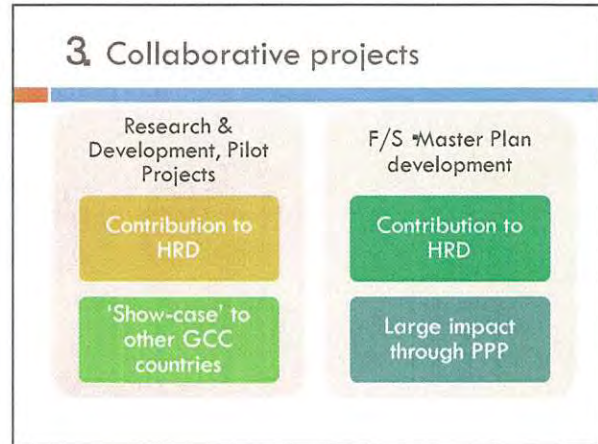 3. Collaborative projects
Research &
Development, Pilot
Projects
Contribution to
HRD
'Show-case' to
other GCC
countries
F/S •Master Plan
development
Contribution to
HRD
Large impact
through PPP